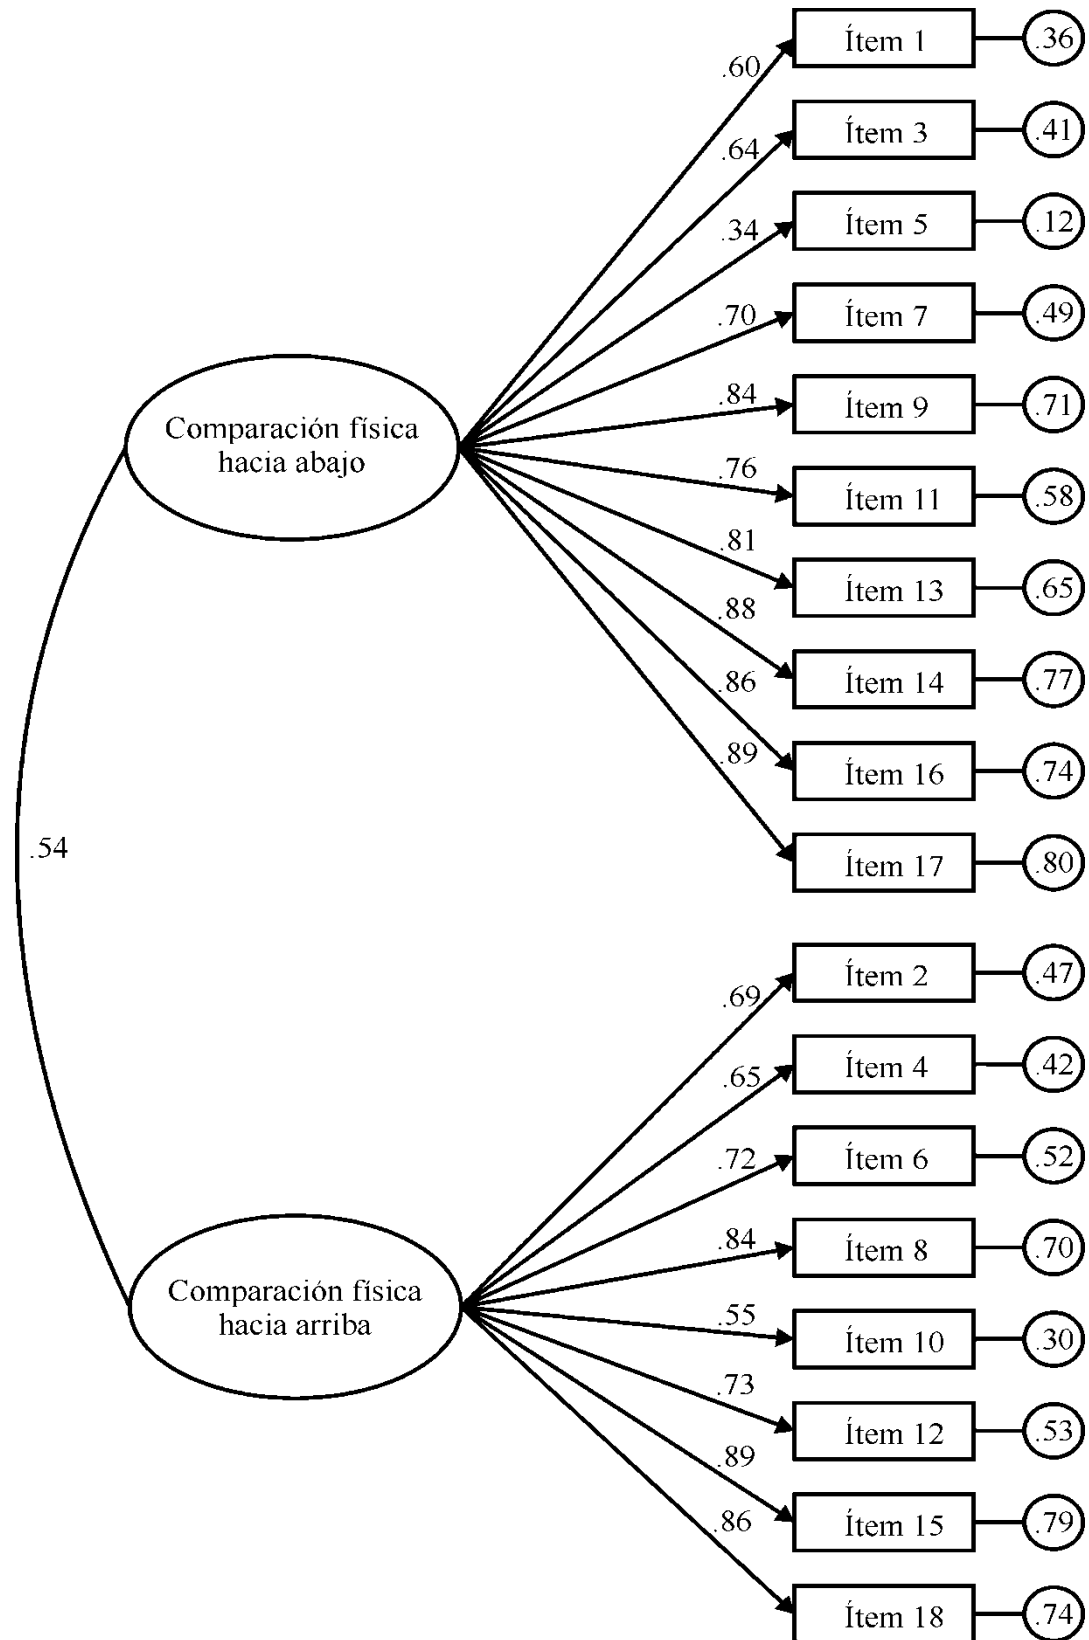 .60
Ítem 1
.36
.64
Ítem 3
.41
.34
Ítem 5
.12
.70
Ítem 7
.49
.84
Ítem 9
.71
Comparación física
hacia abajo
.76
Ítem 11
.58
.81
Ítem 13
.65
.88
Ítem 14
.77
.86
Ítem 16
.74
.89
Ítem 17
.80
.54
.69
Ítem 2
.47
.65
Ítem 4
.42
.72
Ítem 6
.52
.84
Ítem 8
.70
Comparación física
hacia arriba
.55
Ítem 10
.30
.73
Ítem 12
.53
.89
Ítem 15
.79
.86
Ítem 18
.74